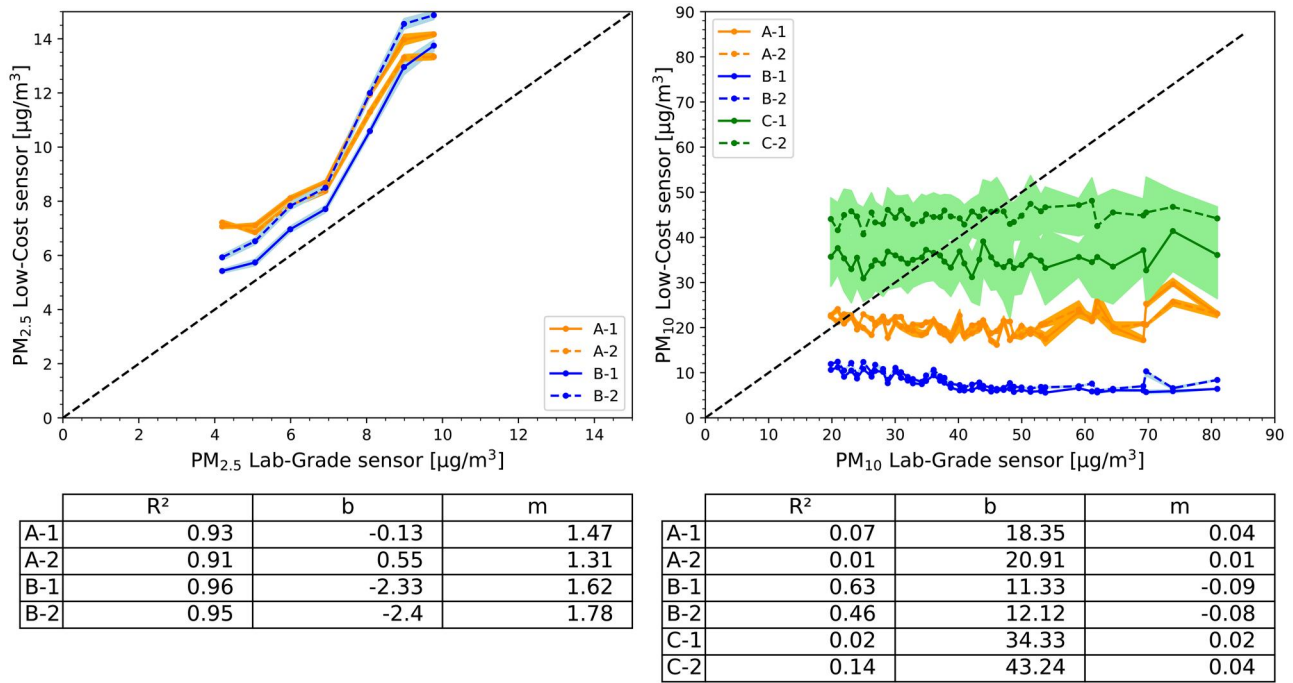 14
12
10
8
6
4
2
0
PM2.5 Low-Cost sensor [µg/m³]
0 2 4 6 8 10 12 14
PM2.5 Lab-Grade sensor [µg/m³]
A-1
A-2
B-1
B-2
90
80
70
60
50
40
30
20
10
0
PM10 Low-Cost sensor [µg/m³]
A-1
A-2
B-1
B-2
C-1
C-2
0 10 20 30 40 50 60 70 80 90
PM10 Lab-Grade sensor [µg/m³]
R² b m
A-1 0.93 -0.13 1.47
A-2 0.91 0.55 1.31
B-1 0.96 -2.33 1.62
B-2 0.95 -2.4 1.78
R² b m
A-1 0.07 18.35 0.04
A-2 0.01 20.91 0.01
B-1 0.63 11.33 -0.09
B-2 0.46 12.12 -0.08
C-1 0.02 34.33 0.02
C-2 0.14 43.24 0.04